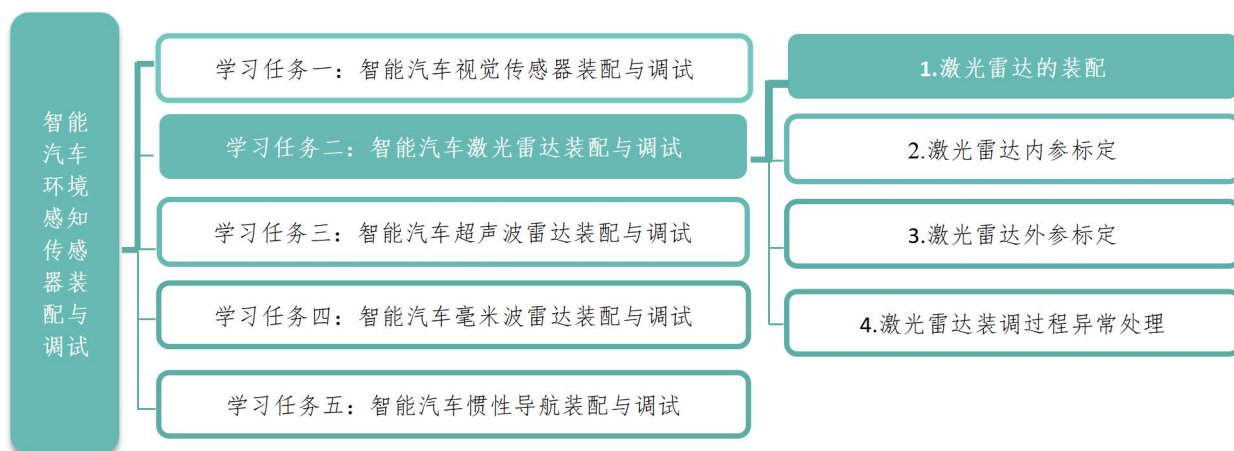 智能
汽车
环境
感知
传感
器装
配与
调试
学习任务一：智能汽车视觉传感器装配与调试
学习任务二：智能汽车激光雷达装配与调试
学习任务三：智能汽车超声波雷达装配与调试
学习任务四：智能汽车毫米波雷达装配与调试
学习任务五：智能汽车惯性导航装配与调试
1.激光雷达的装配
2.激光雷达内参标定
3.激光雷达外参标定
4.激光雷达装调过程异常处理